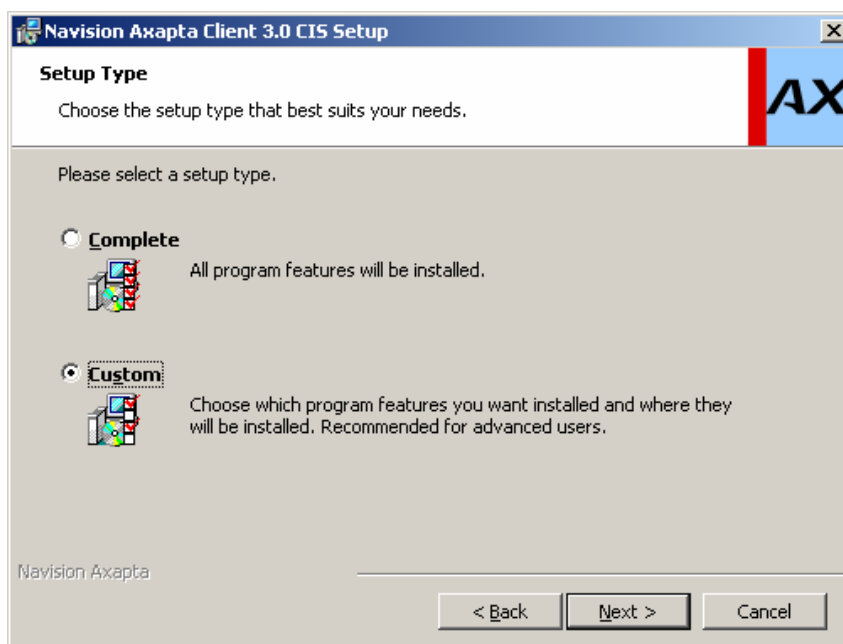 Navision Axapta Client 3.0 CIS Setup
Setup Type
Choose the setup type that best suits your needs.
AX
Please select a setup type.
Complete
All program features will be installed.
Custom
Choose which program features you want installed and where they
will be installed. Recommended for advanced users.
Navision Axapta
< Back
Next >
Cancel